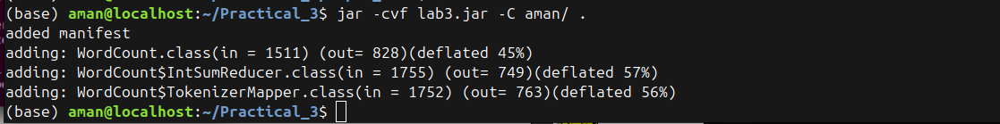 (base) aman@localhost:~/Practical_3$ jar -cvf lab3.jar -C aman/ .
added manifest
adding: WordCount.class(in = 1511) (out= 828)(deflated 45%)
adding: WordCount$IntSumReducer.class(in = 1755) (out= 749)(deflated 57%)
adding: WordCount$TokenizerMapper.class(in = 1752) (out= 763)(deflated 56%)
(base) aman@localhost:~/Practical_3$